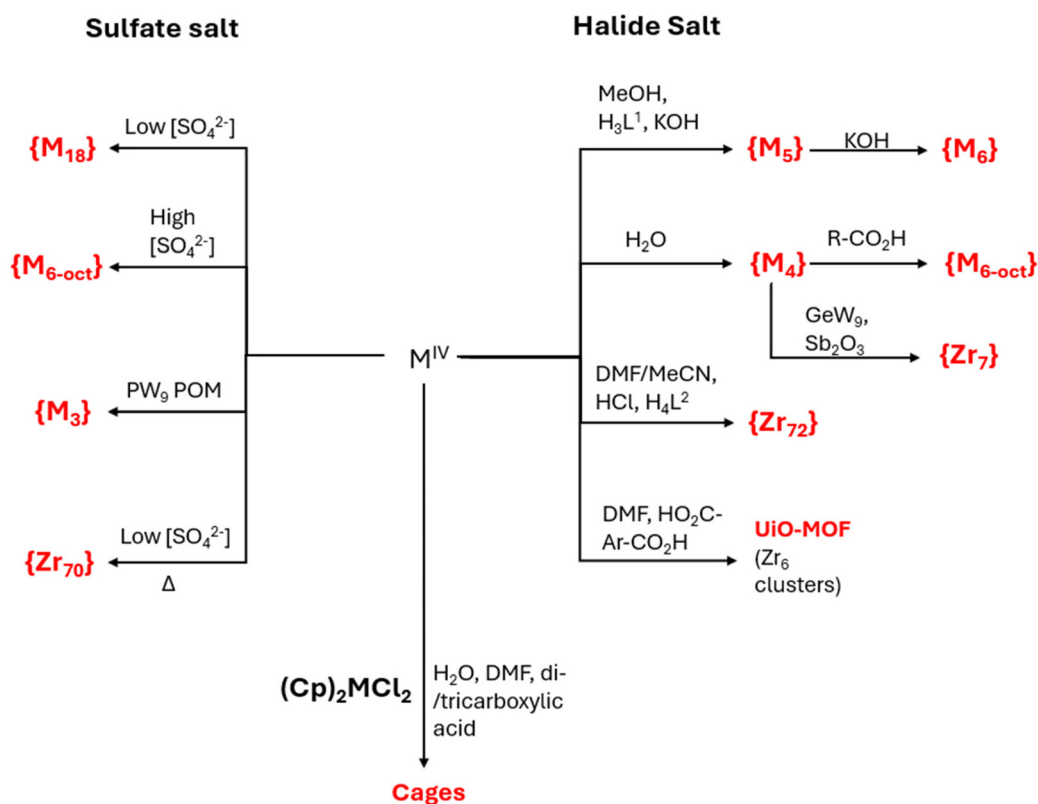 Sulfate salt
Halide Salt
Low [SO₄²⁻]
{M₁₈}
High
[SO₄²⁻]
{M₆₋ₒcₜ}
PW₉ POM
{M₃}
Low [SO₄²⁻]
{Zr₇₀}
Δ
Mᴵⱽ
MeOH,
H₃L¹, KOH
{M₅}
KOH
{M₆}
H₂O
{M₄}
R-CO₂H
{M₆₋ₒcₜ}
GeW₉,
Sb₂O₃
{Zr₇}
DMF/MeCN,
HCl, H₄L²
{Zr₇₂}
DMF, HO₂C-
Ar-CO₂H
UiO-MOF
(Zr₆
clusters)
(Cp)₂MCl₂
H₂O, DMF, di-
/tricarboxylic
acid
Cages